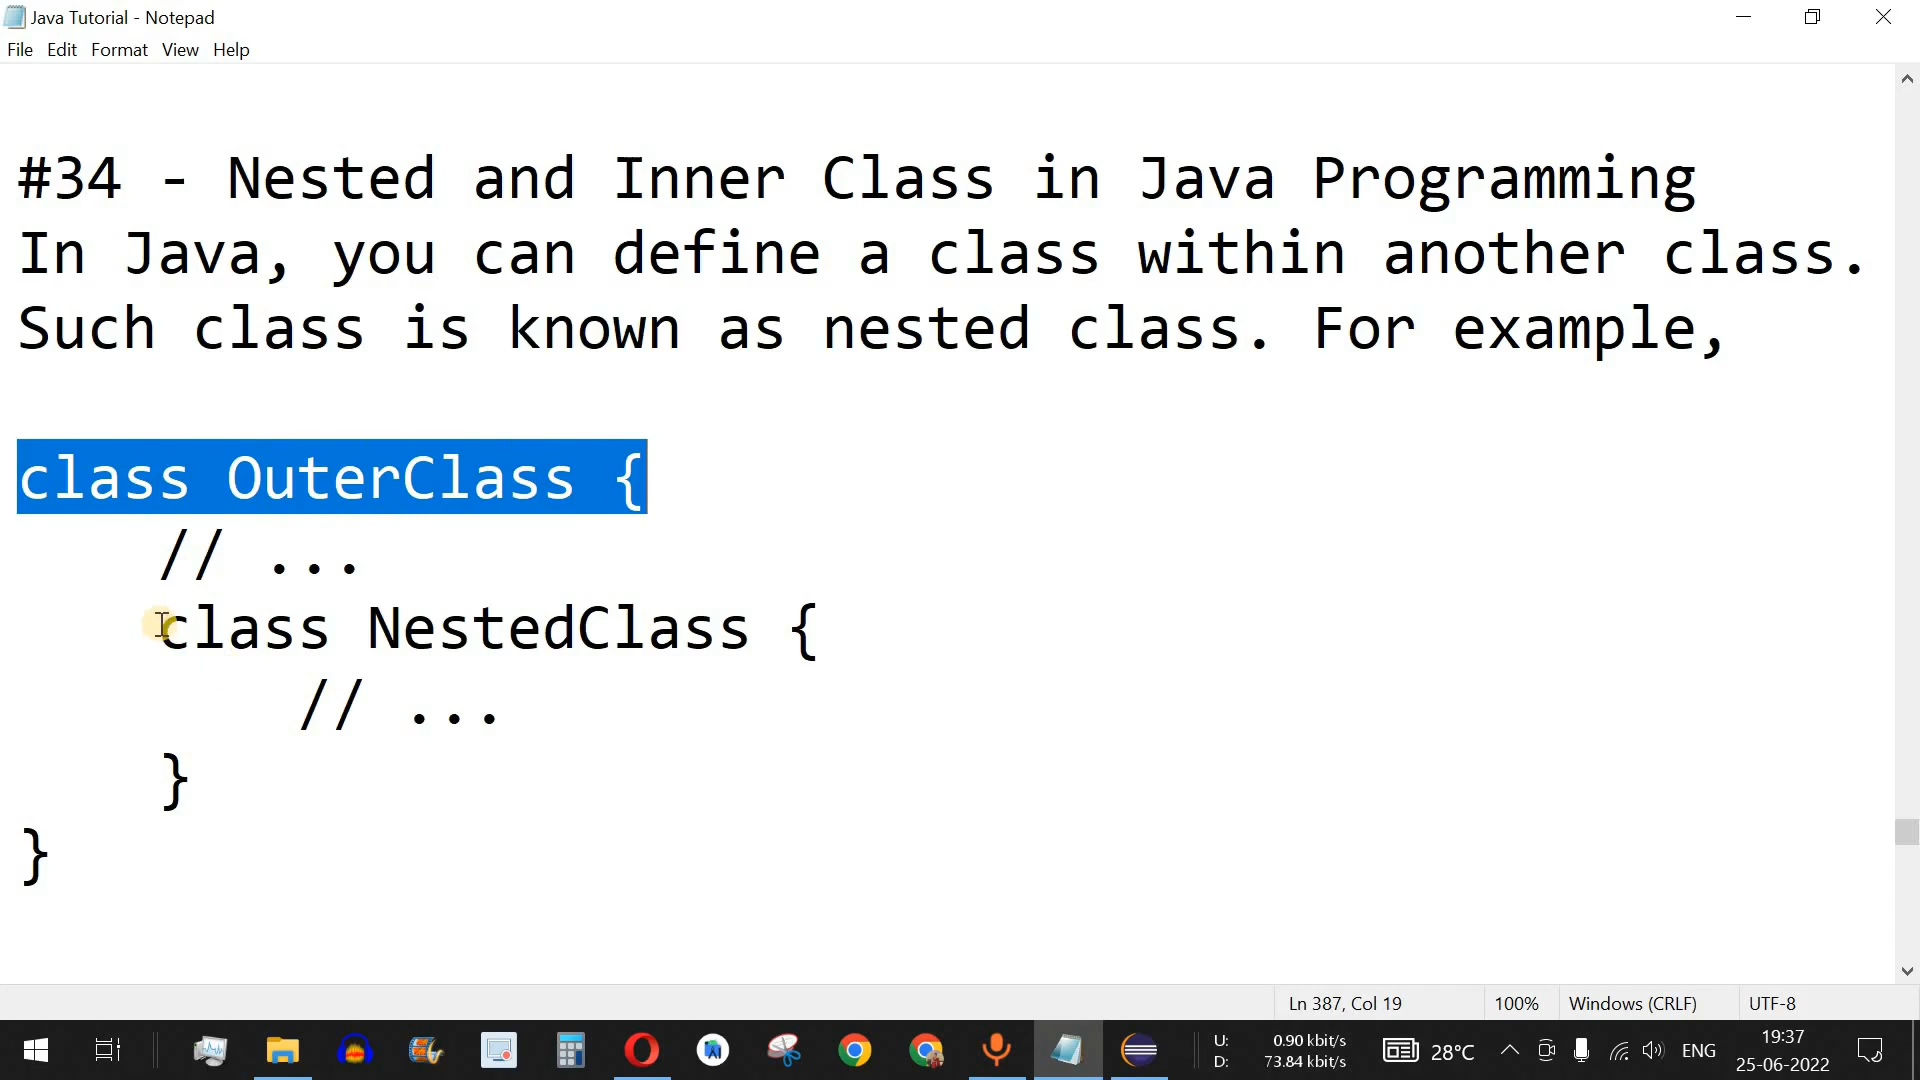 Java Tutorial - Notepad
File Edit Format View Help
#34 - Nested and Inner Class in Java Programming
In Java, you can define a class within another class.
Such class is known as nested class. For example,
class OuterClass {
// ...
class NestedClass {
// ...
}
}
Ln 387, Col 19 100% Windows (CRLF) UTF-8
U: 0.90 kbit/s
D: 73.84 kbit/s
28°C
ENG
19:37
25-06-2022